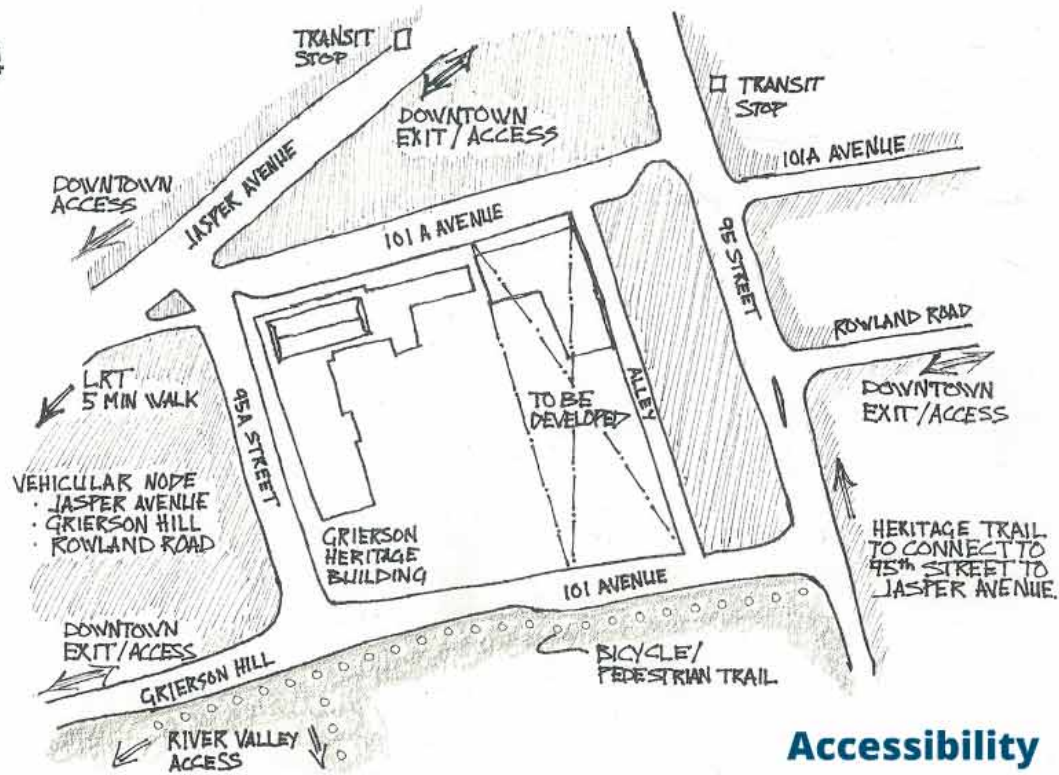 TRANSIT
STOP
DOWNTOWN
EXIT/ACCESS
TRANSIT
STOP
101A AVENUE
DOWNTOWN
ACCESS
JASPER AVENUE
101 A AVENUE
95 STREET
ROWLAND ROAD
DOWNTOWN
EXIT/ACCESS
LRT
5 MIN WALK
95A STREET
TO BE
DEVELOPED
ALLEY
VEHICULAR NODE
· JASPER AVENUE
· GRIERSON HILL
· ROWLAND ROAD
GRIERSON
HERITAGE
BUILDING
HERITAGE TRAIL
TO CONNECT TO
95th STREET TO
JASPER AVENUE.
101 AVENUE
DOWNTOWN
EXIT/ACCESS
GRIERSON HILL
BICYCLE/
PEDESTRIAN TRAIL
RIVER VALLEY
ACCESS
Accessibility